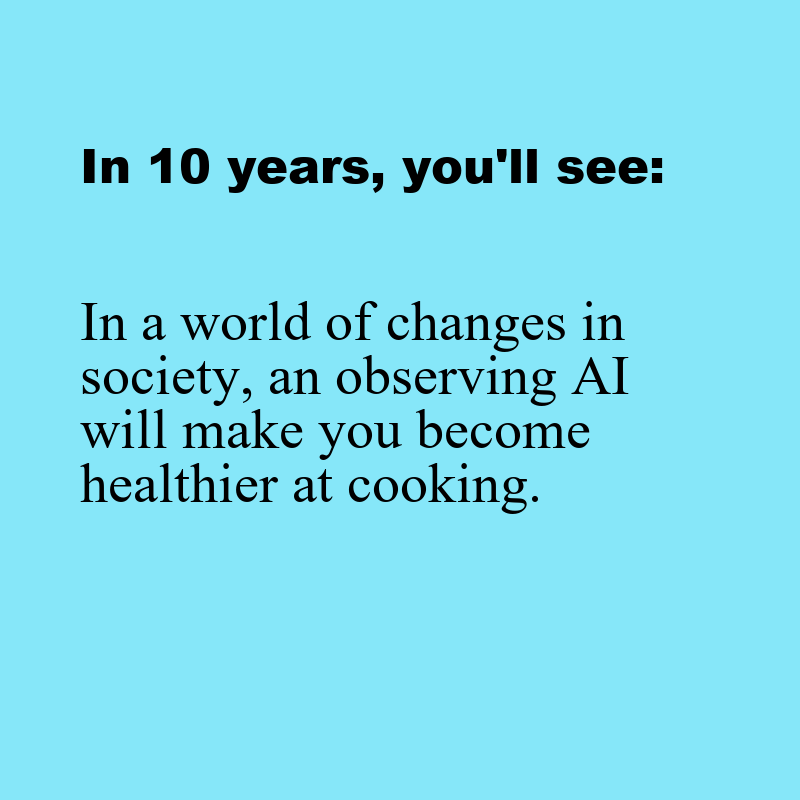 In 10 years, you'll see:
In a world of changes in
society, an observing AI
will make you become
healthier at cooking.